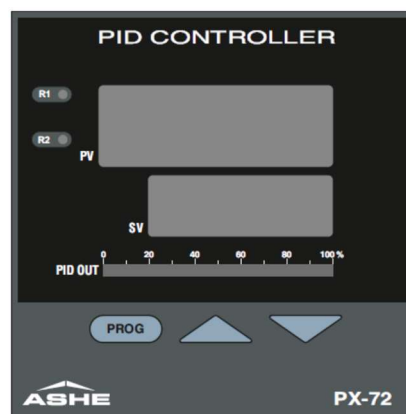 PID CONTROLLER
R1
R2
PV
SV
0 20 40 60 80 100 %
PID OUT
PROG
ASHE
PX-72